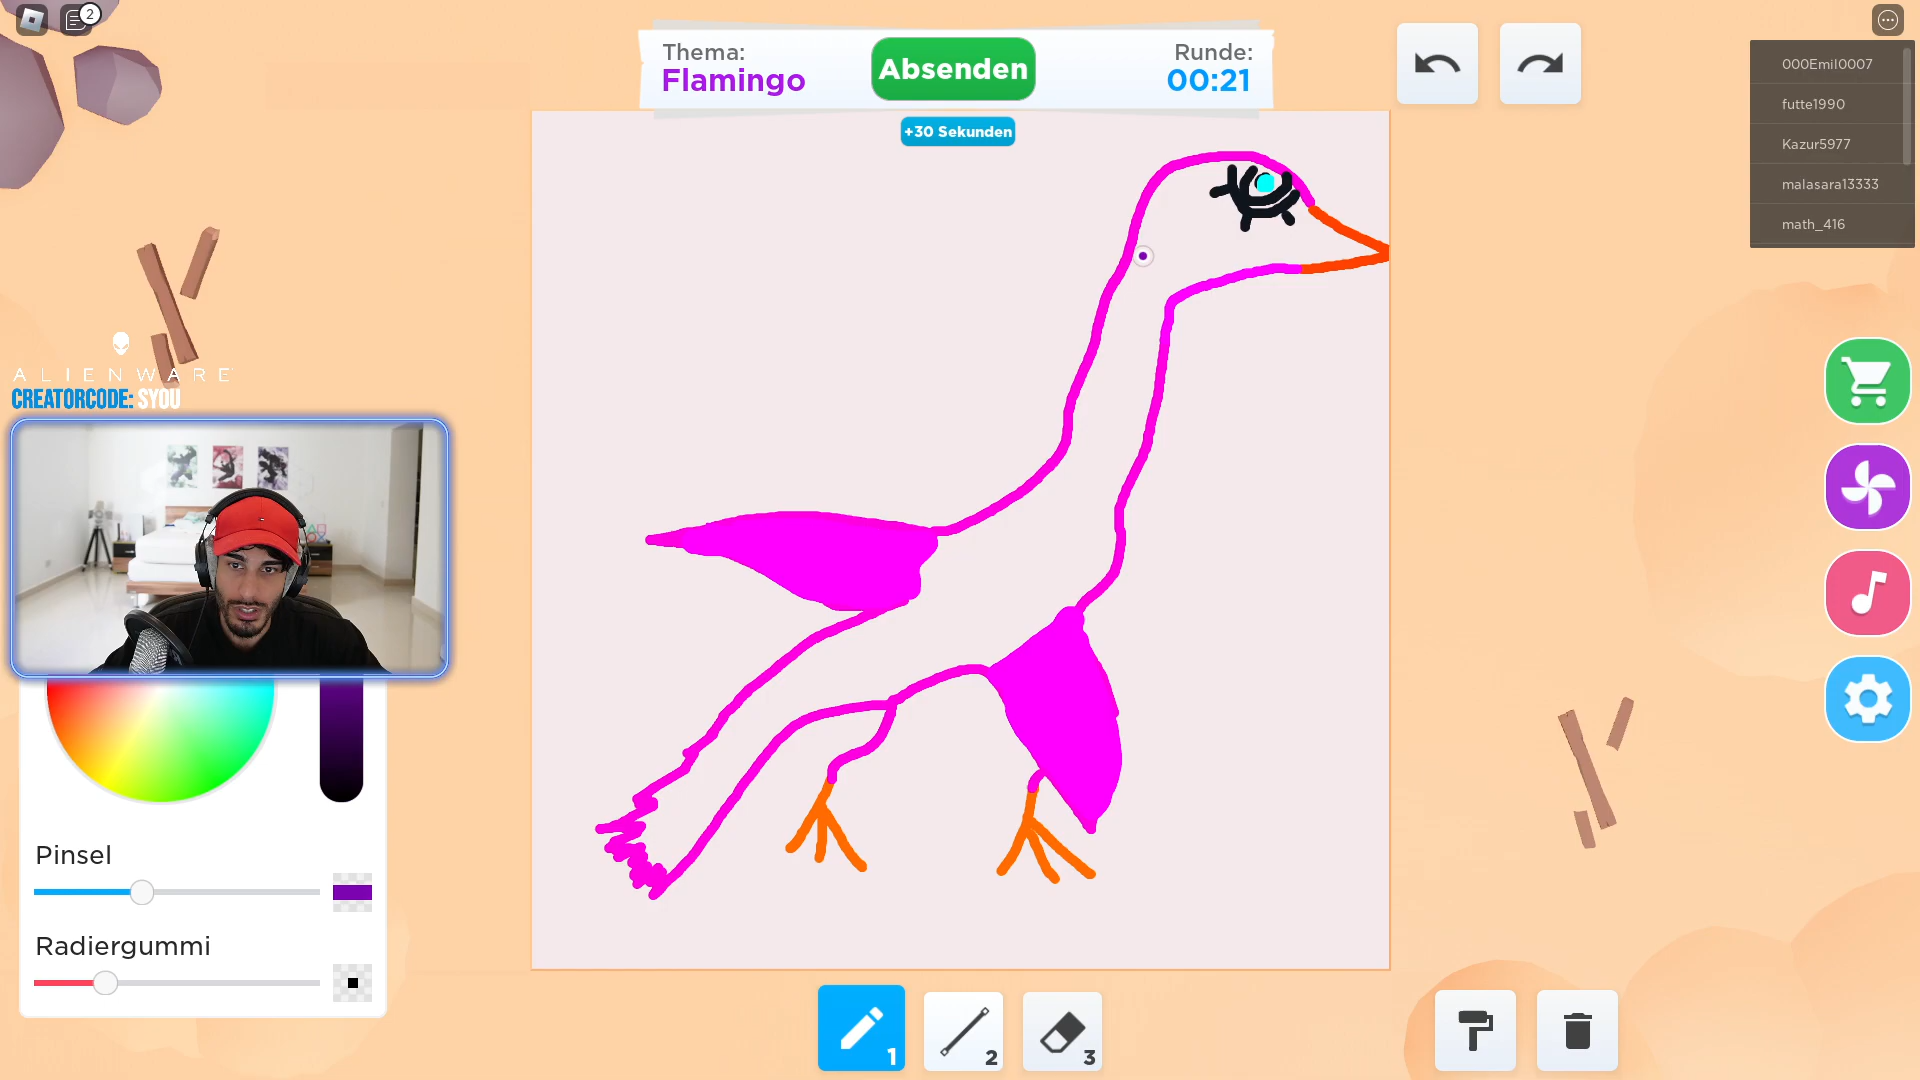 2
Thema:
Flamingo
Absenden
Runde:
00:21
+30 Sekunden
000Emil0007
futte1990
Kazur5977
malasara13333
math_416
ALIENWARE
CREATORCODE: SYOU
Pinsel
Radiergummi
1
2
3